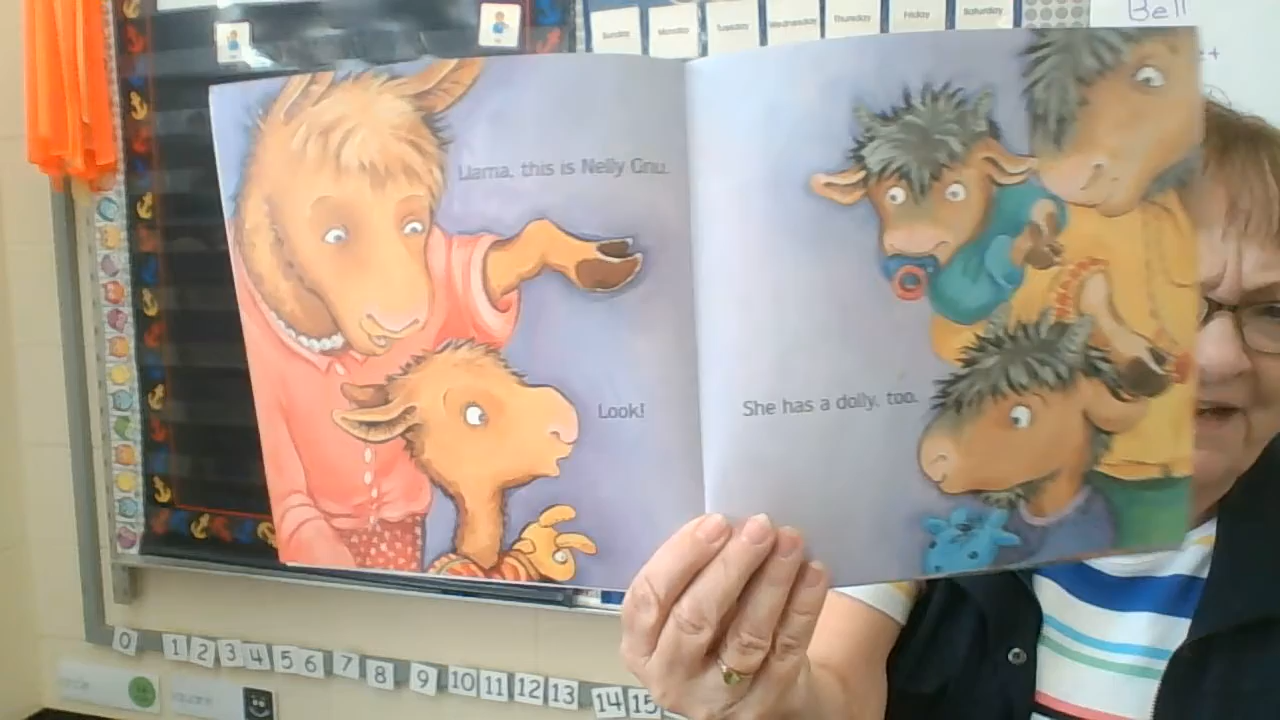 Sunday Monday Tuesday Wednesday Thursday Friday Saturday
Bell
Llama, this is Nelly Gnu.
Look!
She has a dolly, too.
0 1 2 3 4 5 6 7 8 9 10 11 12 13 14 15